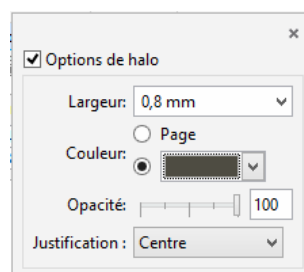 Options de halo
Largeur: 0,8 mm
Page
Couleur:
Opacité: 100
Justification : Centre